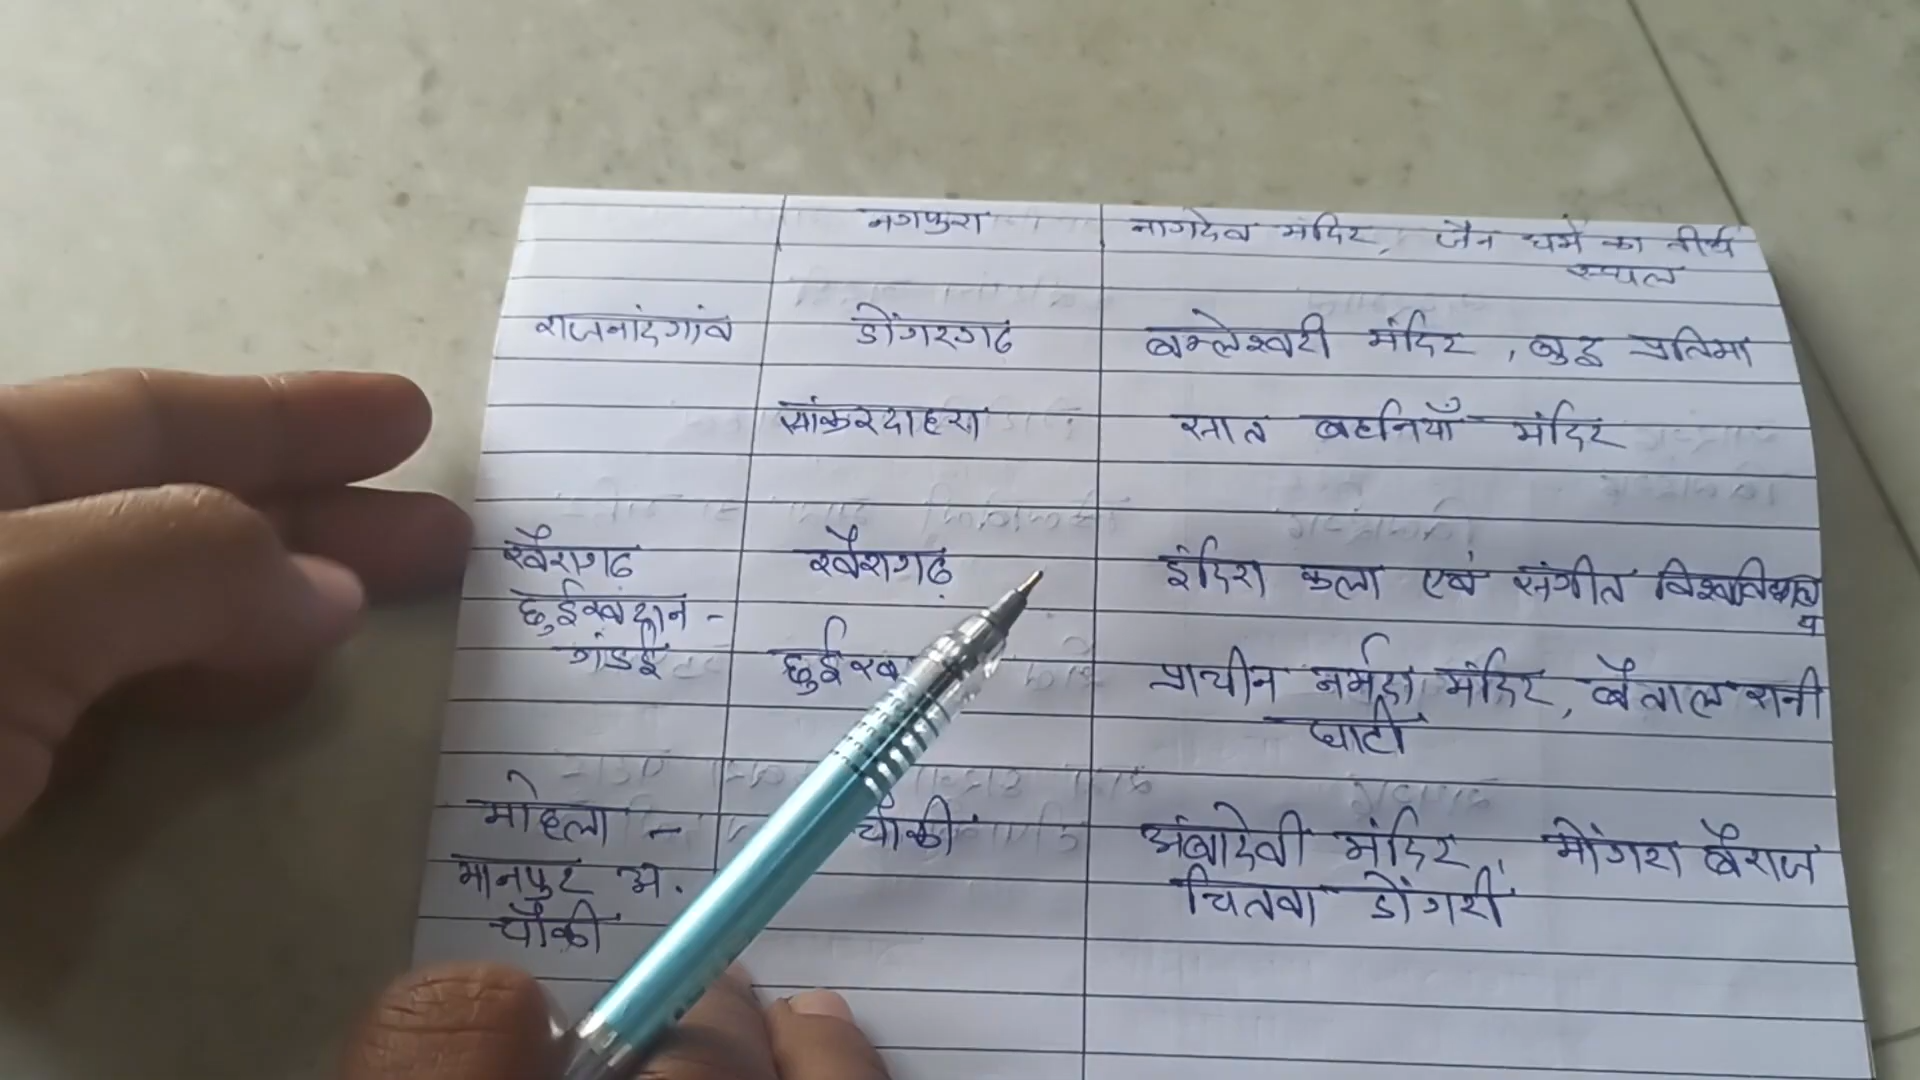 नगपुरा नागदेव मंदिर, जैन धर्म का तीर्थ
स्थल
राजनांदगांव डोंगरगढ बम्लेश्वरी मंदिर, बुद्ध प्रतिमा
सांकरदाहरा सात बहनियाँ मंदिर
खैरागढ खैरागढ़ इंदिरा कला एवं संगीत विश्वविद्यालय
छुईखदान -
गंडई छुईख प्राचीन नर्मदा मंदिर, बैताल रानी
घाटी
मोहला - चौकी अंबादेवी मंदिर, मोंगरा बैराज
मानपुर अ. चितवा डोंगरी
चौकी